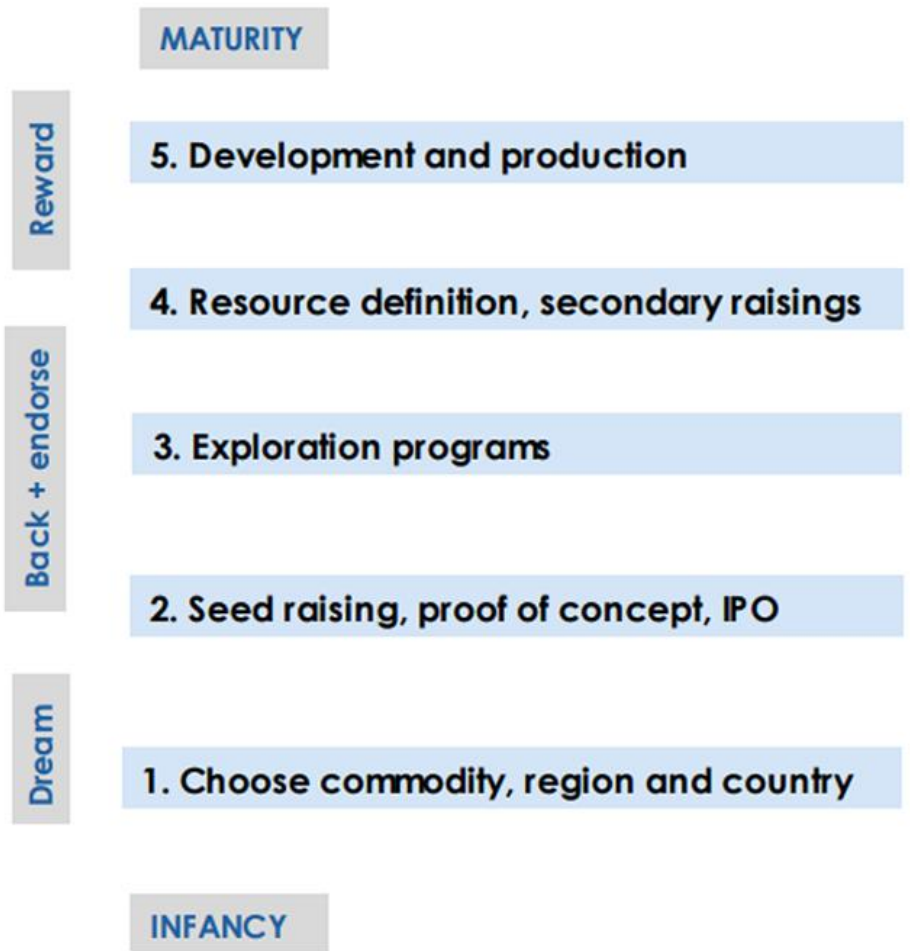 MATURITY
Reward
5. Development and production
4. Resource definition, secondary raisings
Back + endorse
3. Exploration programs
2. Seed raising, proof of concept, IPO
Dream
1. Choose commodity, region and country
INFANCY